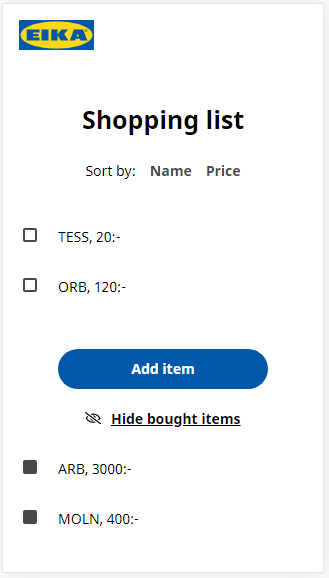 EIKA
Shopping list
Sort by: Name Price
TESS, 20:-
ORB, 120:-
Add item
Hide bought items
ARB, 3000:-
MOLN, 400:-